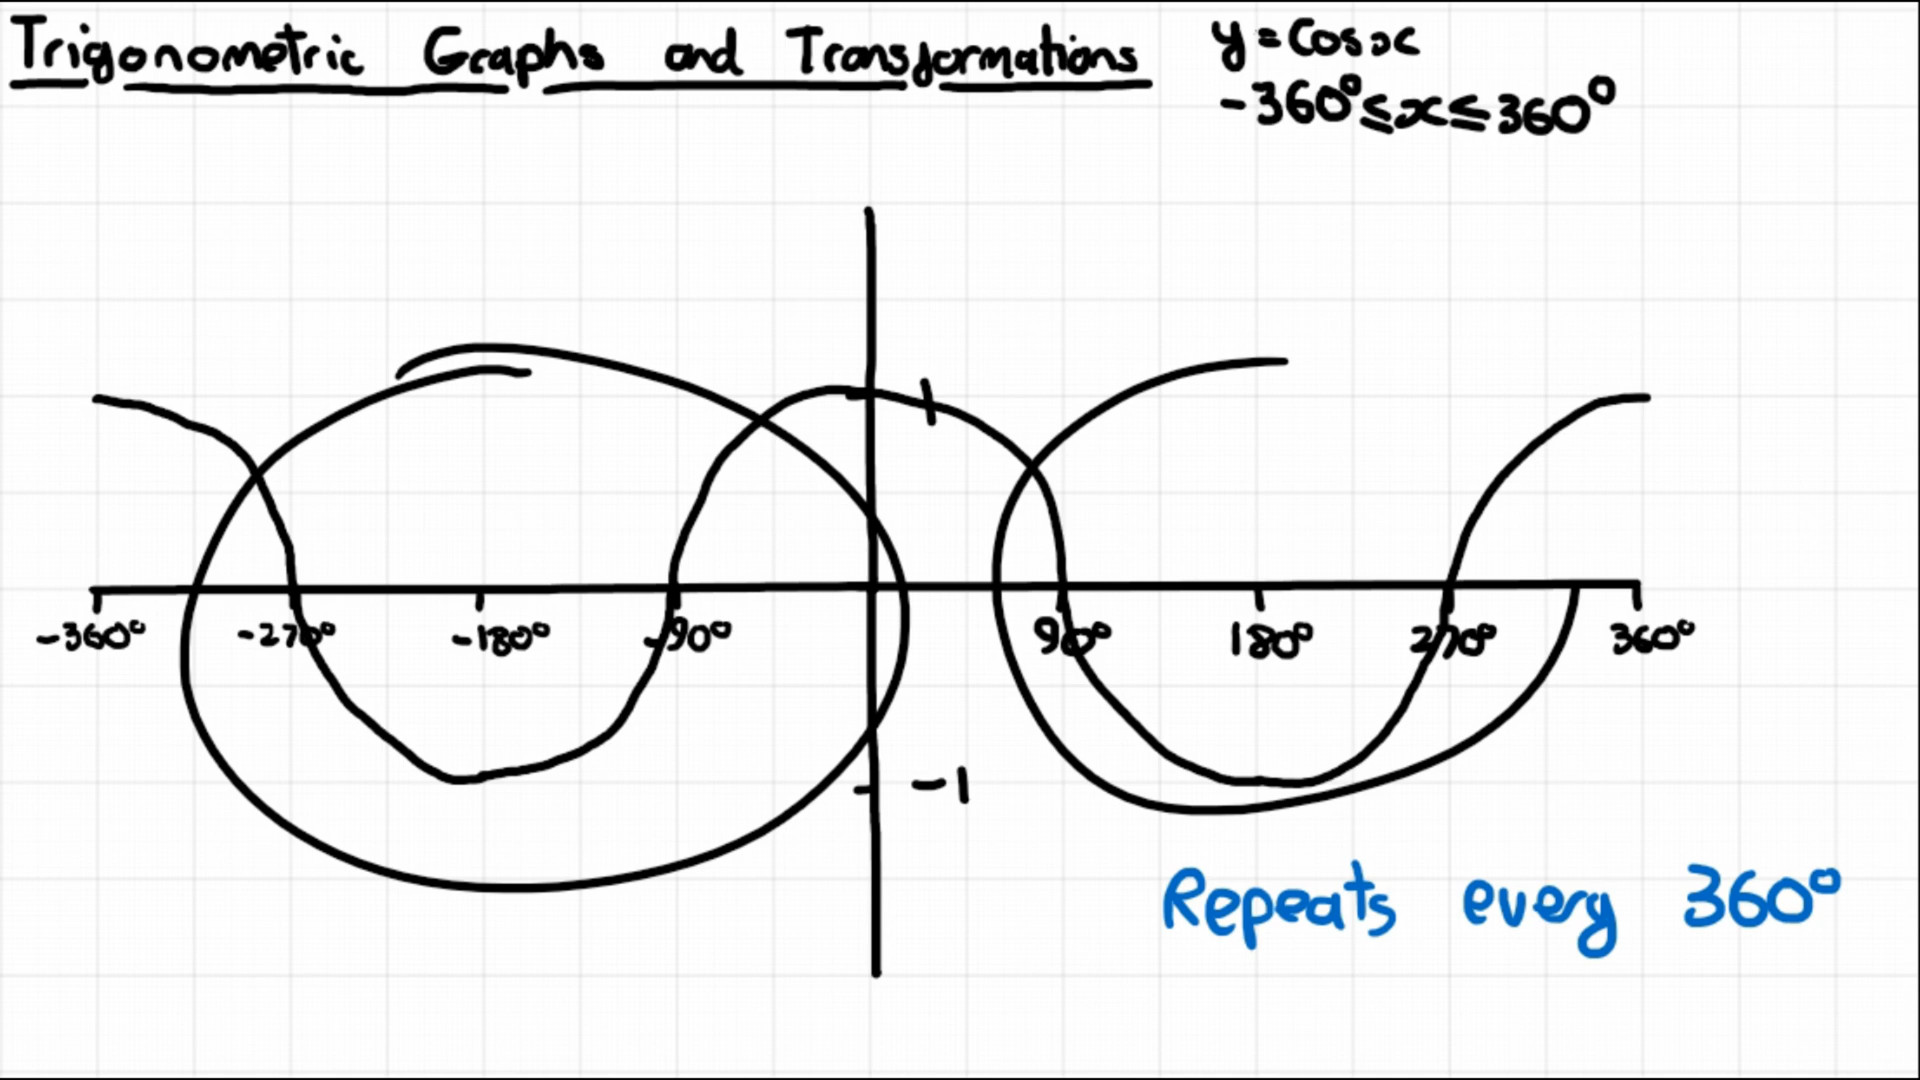 Trigonometric Graphs and Transformations
y = Cos x
-360° ≤ x ≤ 360°
1
-360° -270° -180° -90° 90° 180° 270° 360°
-1
Repeats every 360°